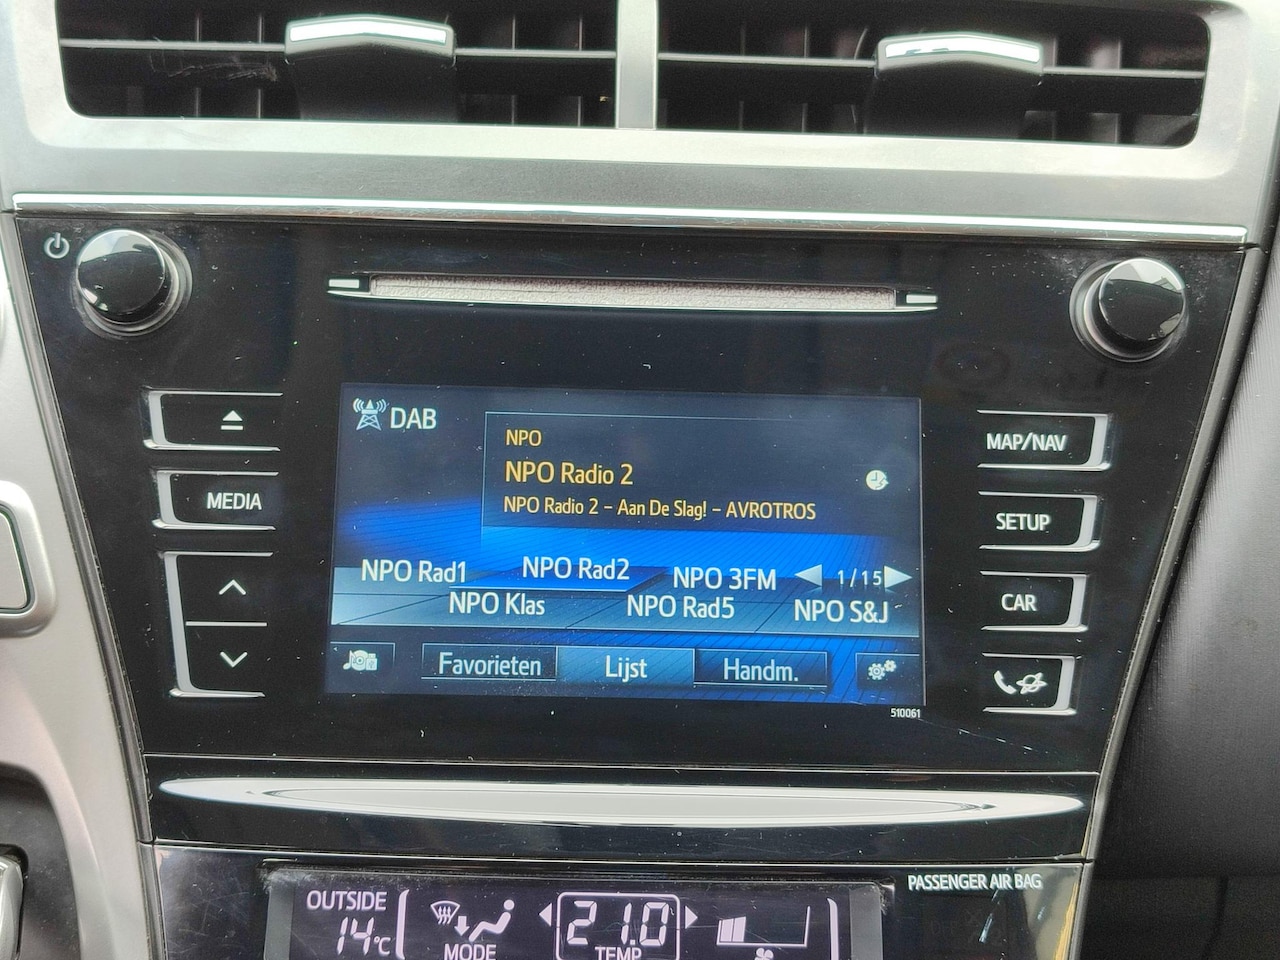 DAB
NPO
NPO Radio 2
NPO Radio 2 - Aan De Slag! - AVROTROS
NPO Rad1 NPO Rad2 NPO 3FM 1/15
NPO Klas NPO Rad5 NPO S&J
Favorieten Lijst Handm.
510061
MEDIA
MAP/NAV
SETUP
CAR
PASSENGER AIR BAG
OUTSIDE
14°C
MODE
21.0
TEMP